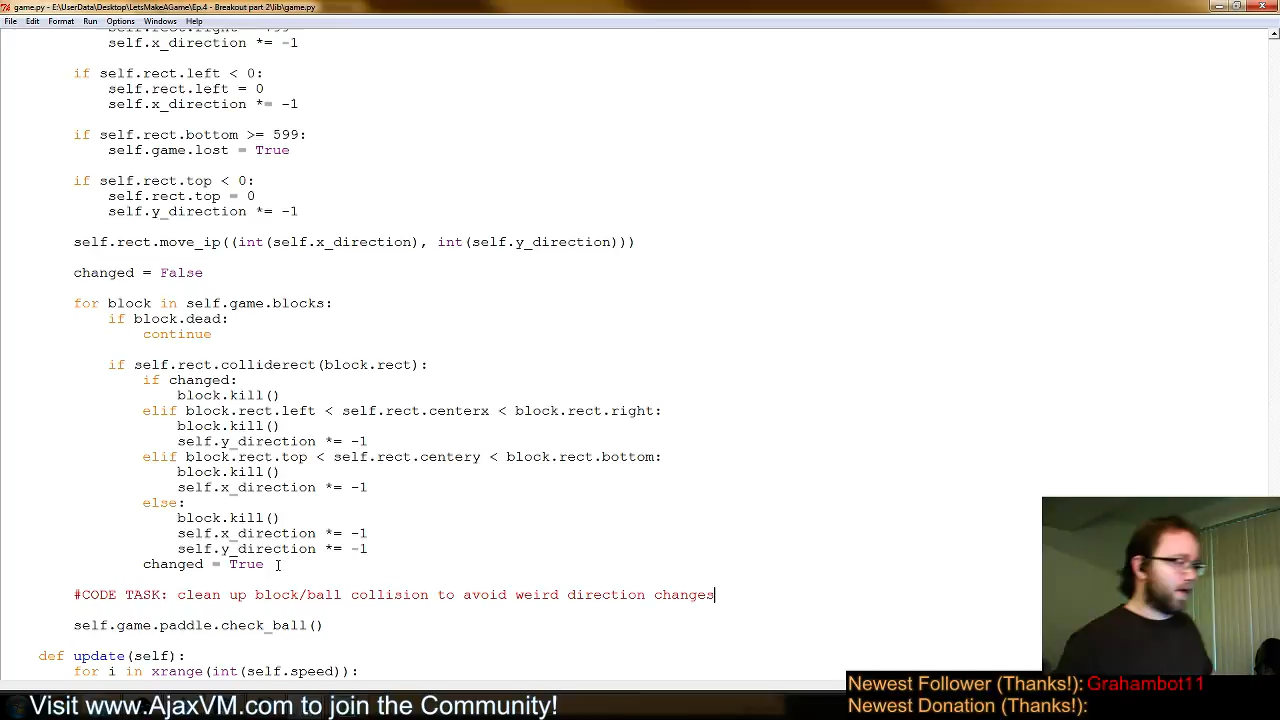 game.py - E:\UserData\Desktop\LetsMakeAGame\Ep.4 - Breakout part 2\lib\game.py
File Edit Format Run Options Windows Help
self.x_direction *= -1
if self.rect.left < 0:
self.rect.left = 0
self.x_direction *= -1
if self.rect.bottom >= 599:
self.game.lost = True
if self.rect.top < 0:
self.rect.top = 0
self.y_direction *= -1
self.rect.move_ip((int(self.x_direction), int(self.y_direction)))
changed = False
for block in self.game.blocks:
if block.dead:
continue
if self.rect.colliderect(block.rect):
if changed:
block.kill()
elif block.rect.left < self.rect.centerx < block.rect.right:
block.kill()
self.y_direction *= -1
elif block.rect.top < self.rect.centery < block.rect.bottom:
block.kill()
self.x_direction *= -1
else:
block.kill()
self.x_direction *= -1
self.y_direction *= -1
changed = True
#CODE TASK: clean up block/ball collision to avoid weird direction changes
self.game.paddle.check_ball()
def update(self):
for i in xrange(int(self.speed)):
Newest Follower (Thanks!): Grahambot11
Visit www.AjaxVM.com to join the Community!
Newest Donation (Thanks!):